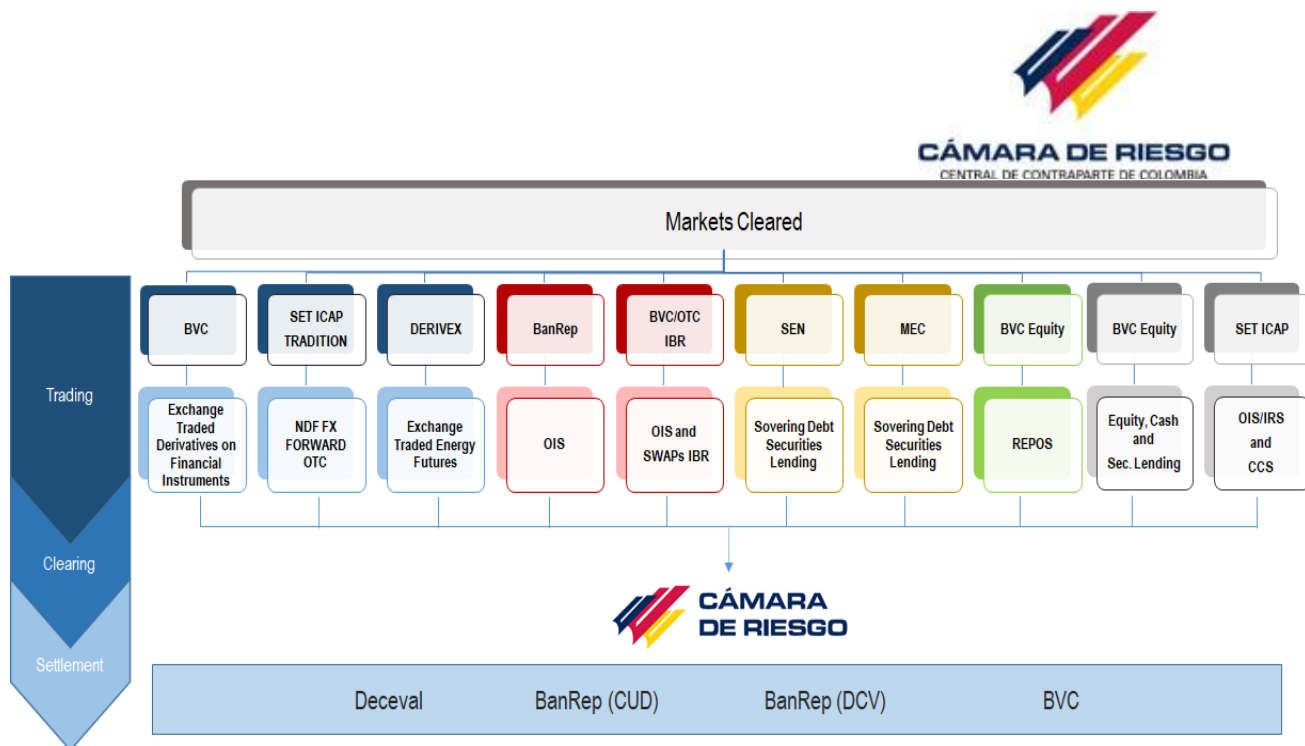 CÁMARA DE RIESGO
CENTRAL DE CONTRAPARTE DE COLOMBIA
Markets Cleared
BVC
SET ICAP
TRADITION
DERIVEX
BanRep
BVC/OTC
IBR
SEN
MEC
BVC Equity
BVC Equity
SET ICAP
Trading
Exchange
Traded
Derivatives on
Financial
Instruments
NDF FX
FORWARD
OTC
Exchange
Traded Energy
Futures
OIS
OIS and
SWAPs IBR
Sovering Debt
Securities
Lending
Sovering Debt
Securities
Lending
REPOS
Equity, Cash
and
Sec. Lending
OIS/IRS
and
CCS
Clearing
CÁMARA
DE RIESGO
Settlement
Deceval
BanRep (CUD)
BanRep (DCV)
BVC